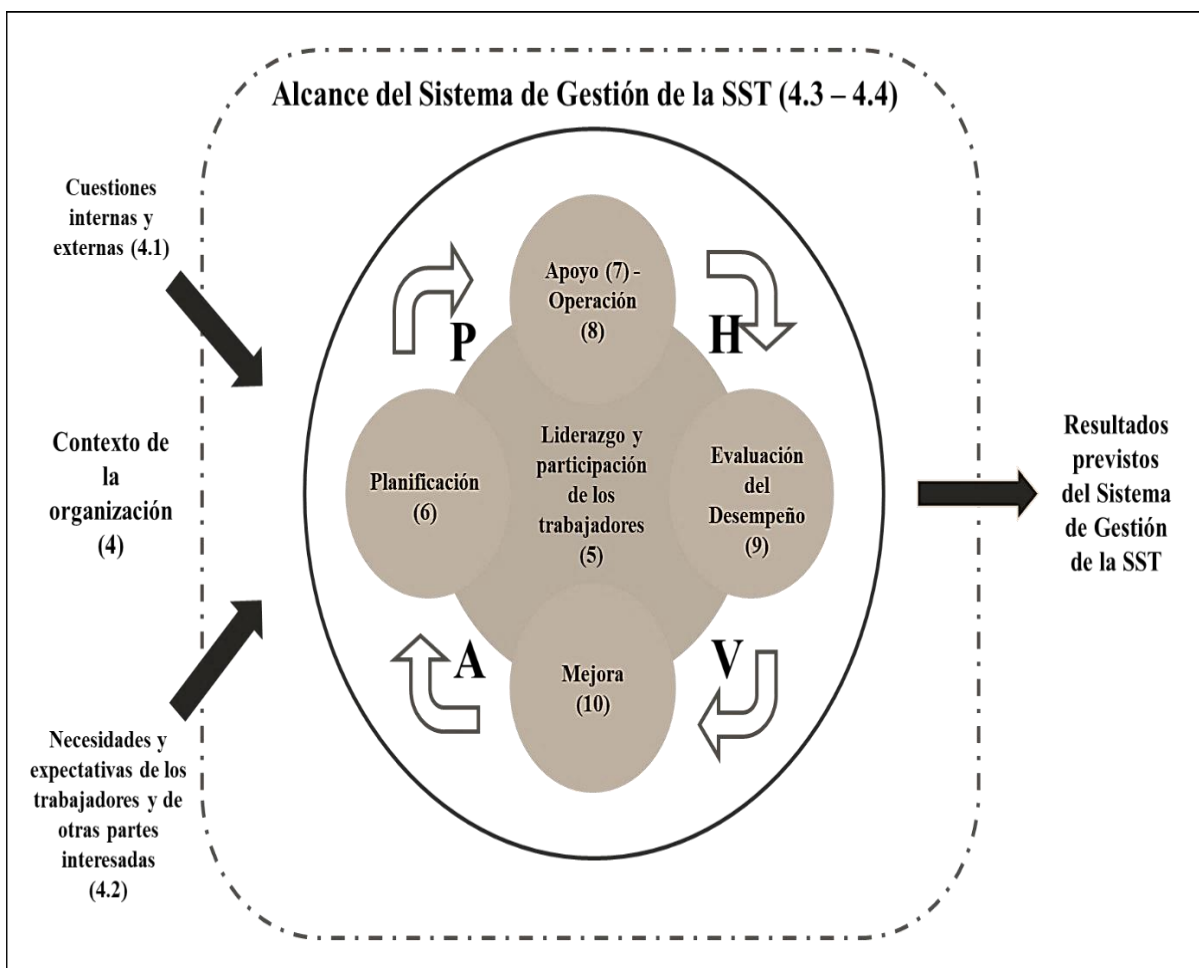 Alcance del Sistema de Gestión de la SST (4.3 – 4.4)
Cuestiones
internas y
externas (4.1)
Contexto de
la
organización
(4)
Necesidades y
expectativas de los
trabajadores y de
otras partes
interesadas
(4.2)
P
Apoyo (7) -
Operación
(8)
H
Planificación
(6)
Liderazgo y
participación
de los
trabajadores
(5)
Evaluación
del
Desempeño
(9)
A
Mejora
(10)
V
Resultados
previstos
del Sistema
de Gestión
de la SST